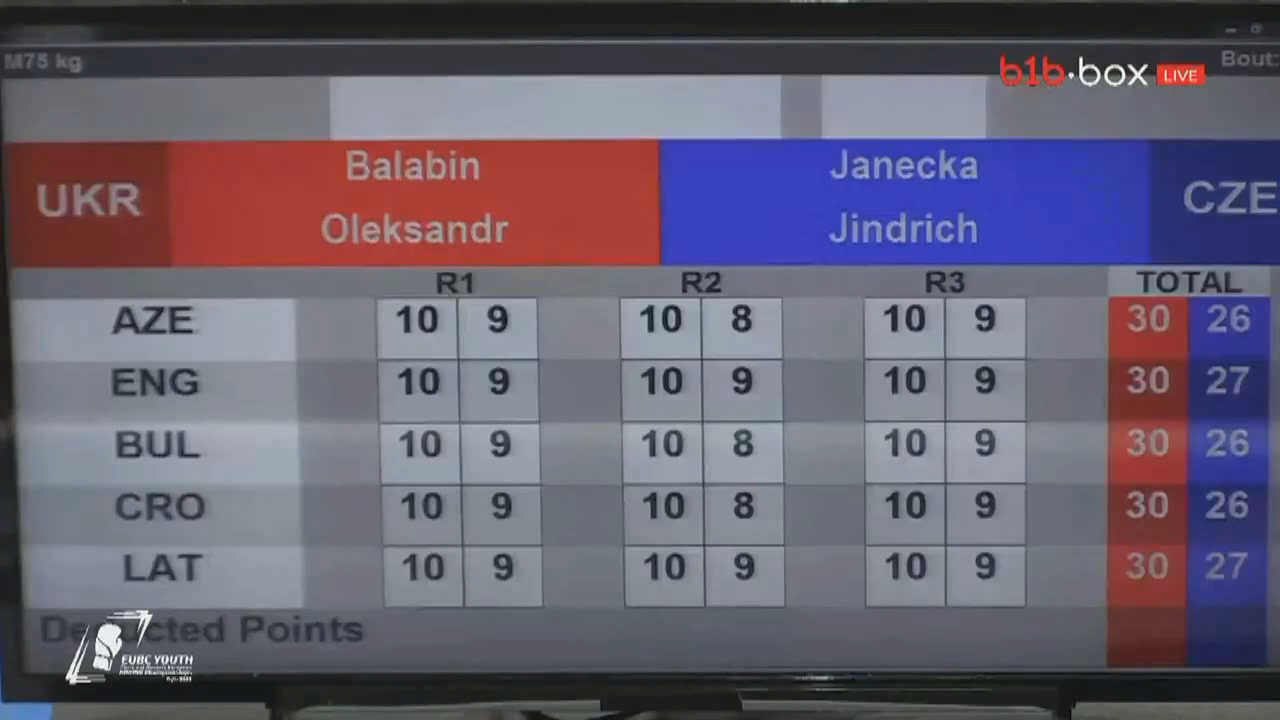 M75 kg
b1b.box LIVE
Bout:
UKR Balabin Janecka CZE
Oleksandr Jindrich
R1 R2 R3 TOTAL
AZE 10 9 10 8 10 9 30 26
ENG 10 9 10 9 10 9 30 27
BUL 10 9 10 8 10 9 30 26
CRO 10 9 10 8 10 9 30 26
LAT 10 9 10 9 10 9 30 27
Deducted Points
EUBC YOUTH